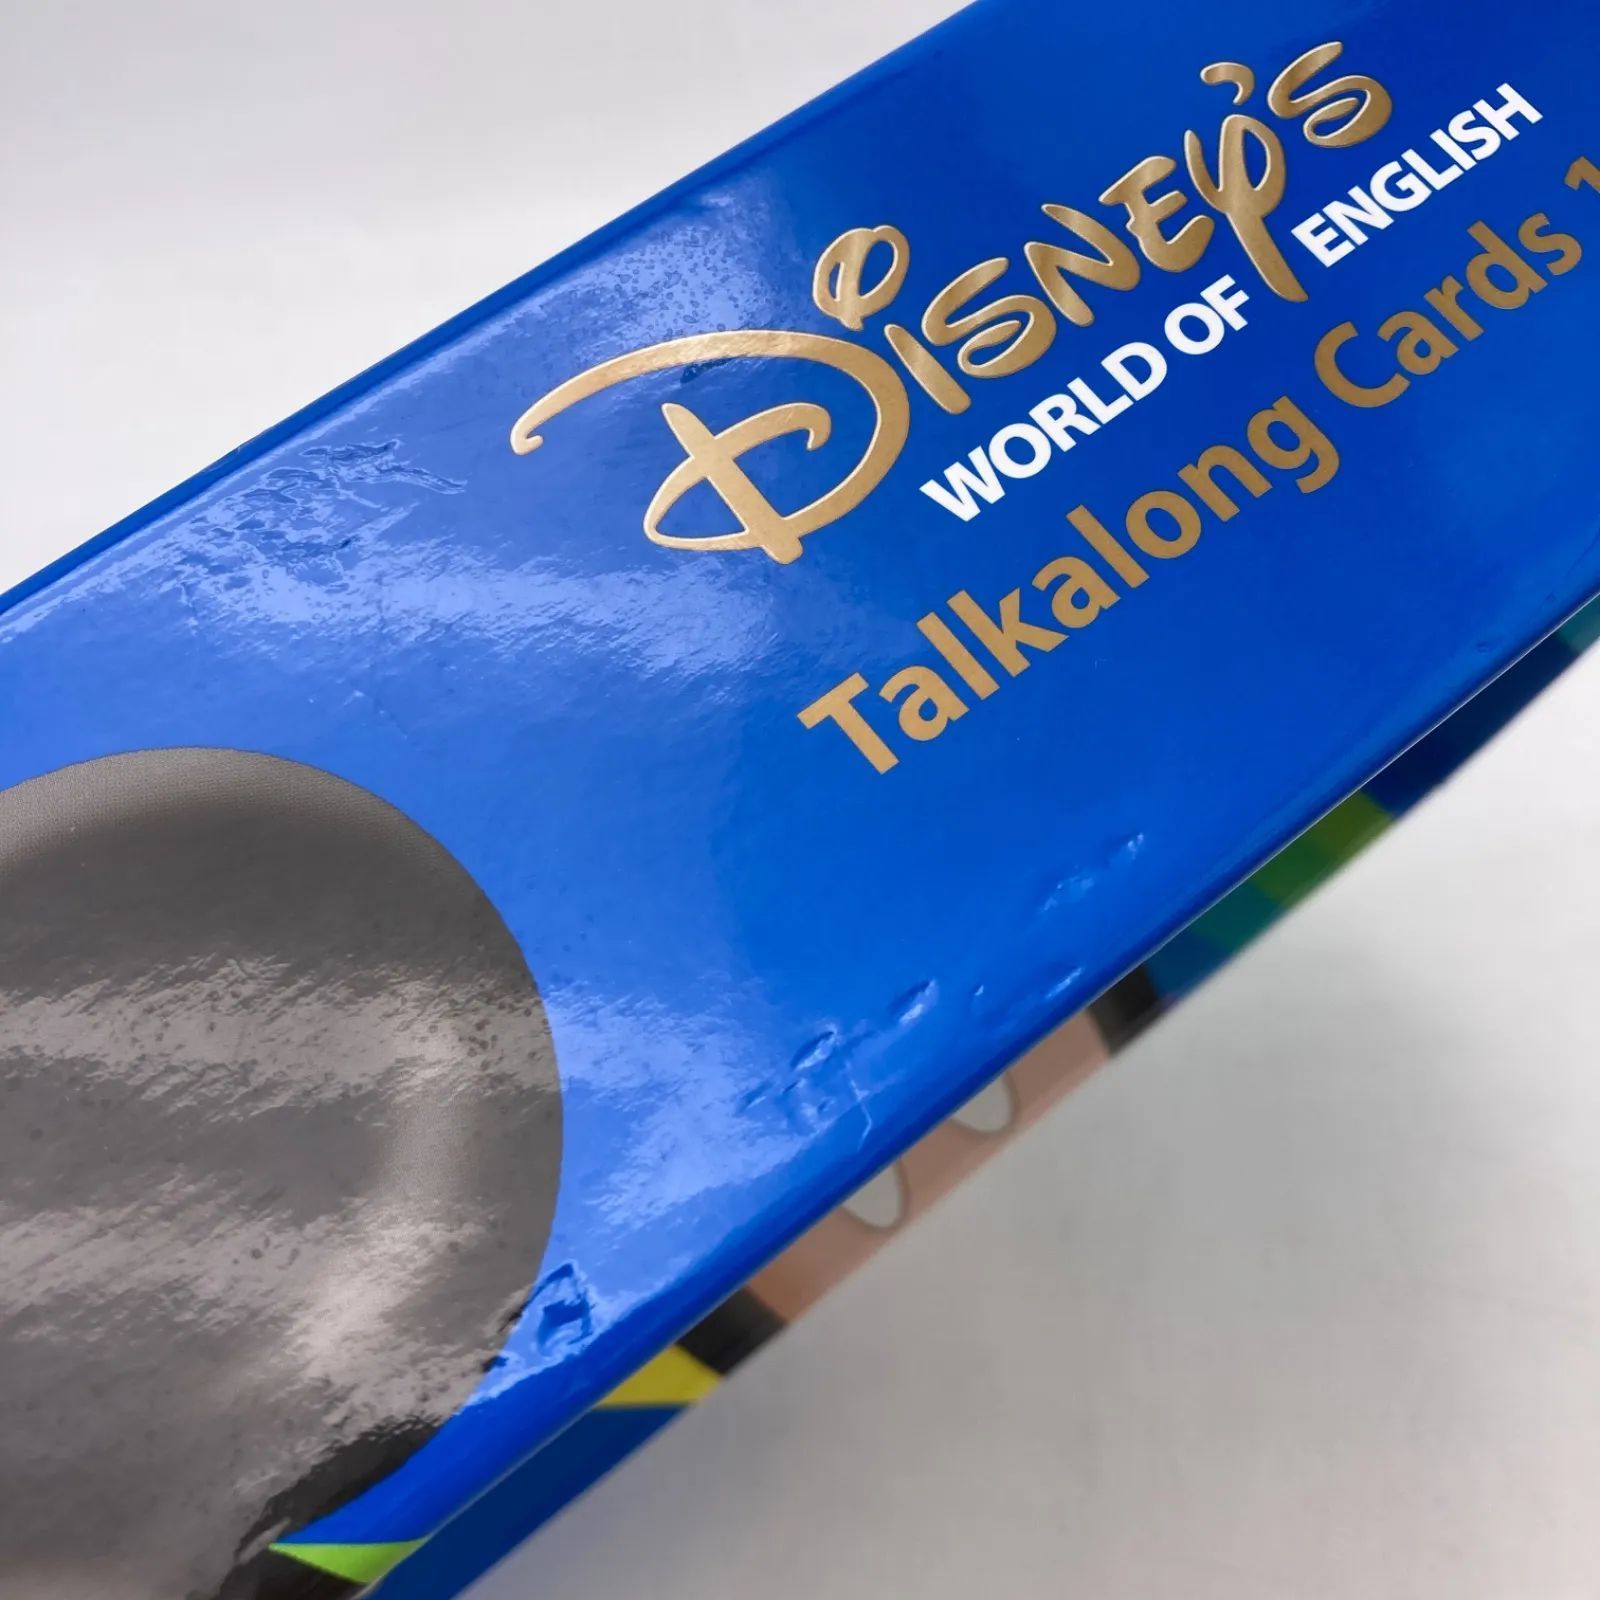 DISNEY'S
WORLD OF ENGLISH
Talkalong Cards 1